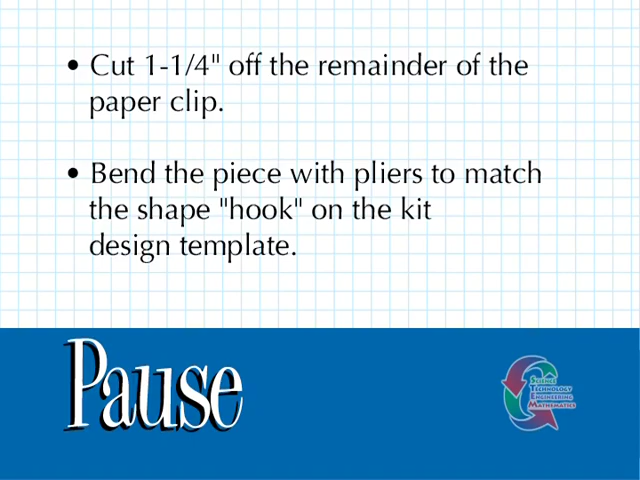 • Cut 1-1/4" off the remainder of the
paper clip.
• Bend the piece with pliers to match
the shape "hook" on the kit
design template.
Pause
Science
Technology
Engineering
Mathematics